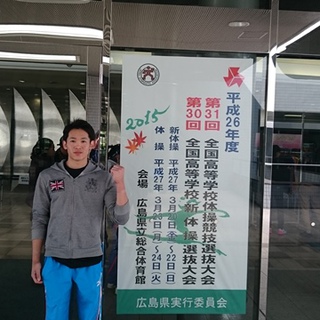 平成26年度
第31回 全国高等学校体操競技選抜大会
第30回 全国高等学校新体操選抜大会
2015
新体操 平成27年3月20日(金)〜22日(日)
体操 平成27年3月23日(月)〜24日(火)
会場 広島県立総合体育館
広島県実行委員会